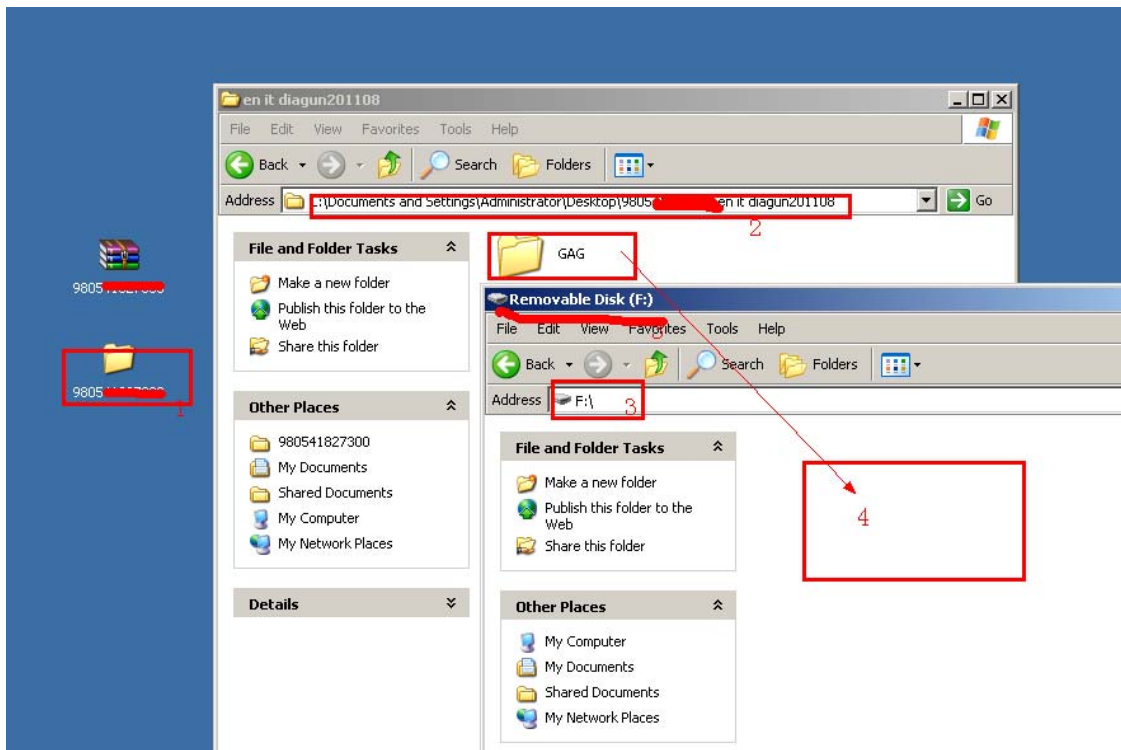 en it diagun201108
File Edit View Favorites Tools Help
Back Search Folders
Address :\Documents and Settings\Administrator\Desktop\9805 en it diagun201108 Go
2
File and Folder Tasks
Make a new folder
Publish this folder to the
Web
Share this folder
Other Places
980541827300
My Documents
Shared Documents
My Computer
My Network Places
Details
GAG
9805
9805
1
Removable Disk (F:)
File Edit View Favorites Tools Help
Back Search Folders
Address F:\
3
File and Folder Tasks
Make a new folder
Publish this folder to the
Web
Share this folder
Other Places
My Computer
My Documents
Shared Documents
My Network Places
4